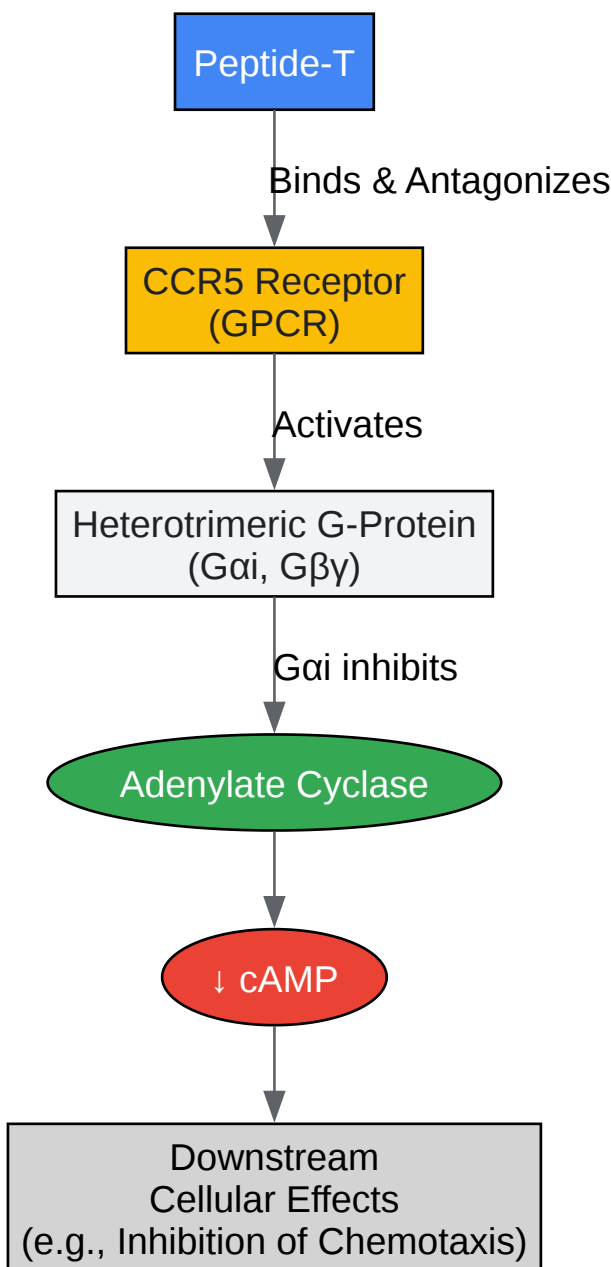 Peptide-T
Binds & Antagonizes
CCR5 Receptor
(GPCR)
Activates
Heterotrimeric G-Protein
(Gαi, Gβγ)
Gαi inhibits
Adenylate Cyclase
↓ cAMP
Downstream
Cellular Effects
(e.g., Inhibition of Chemotaxis)